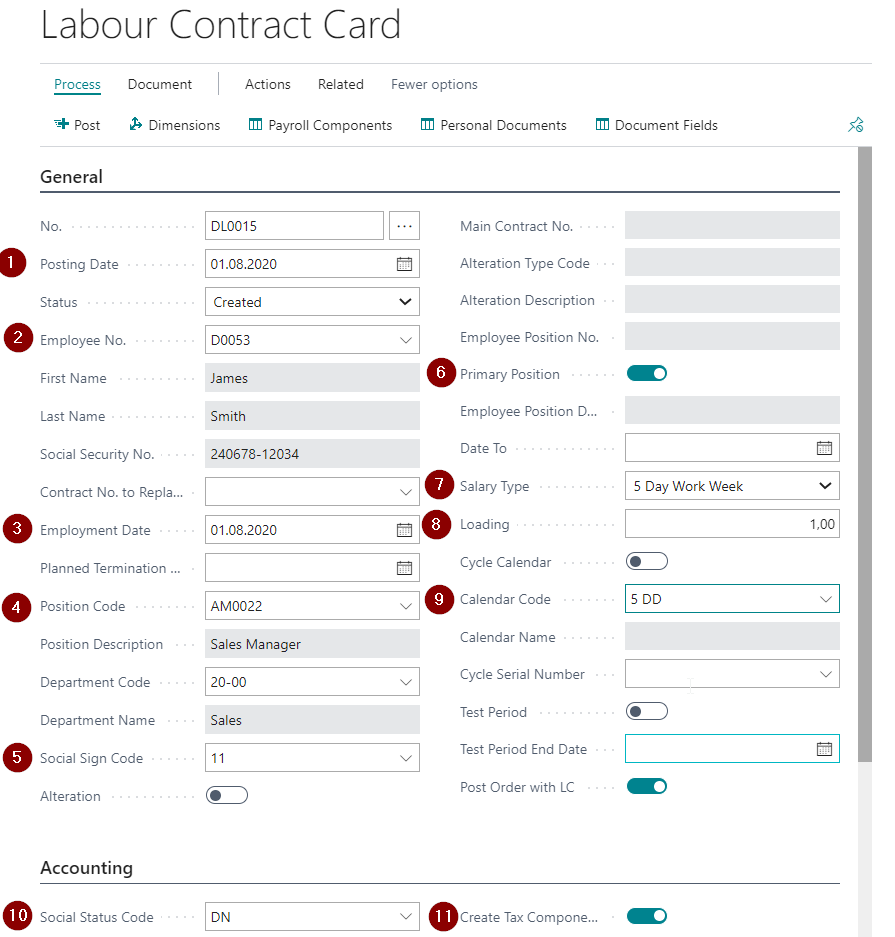 Labour Contract Card
Process Document Actions Related Fewer options
Post Dimensions Payroll Components Personal Documents Document Fields
General
No. DL0015 ...
1 Posting Date 01.08.2020
Status Created
2 Employee No. D0053
First Name James
Last Name Smith
Social Security No. 240678-12034
Contract No. to Repla...
3 Employment Date 01.08.2020
Planned Termination ...
4 Position Code AM0022
Position Description Sales Manager
Department Code 20-00
Department Name Sales
5 Social Sign Code 11
Alteration
Main Contract No.
Alteration Type Code
Alteration Description
Employee Position No.
6 Primary Position
Employee Position D...
Date To
7 Salary Type 5 Day Work Week
8 Loading 1,00
Cycle Calendar
9 Calendar Code 5 DD
Calendar Name
Cycle Serial Number
Test Period
Test Period End Date
Post Order with LC
Accounting
10 Social Status Code DN
11 Create Tax Compone...